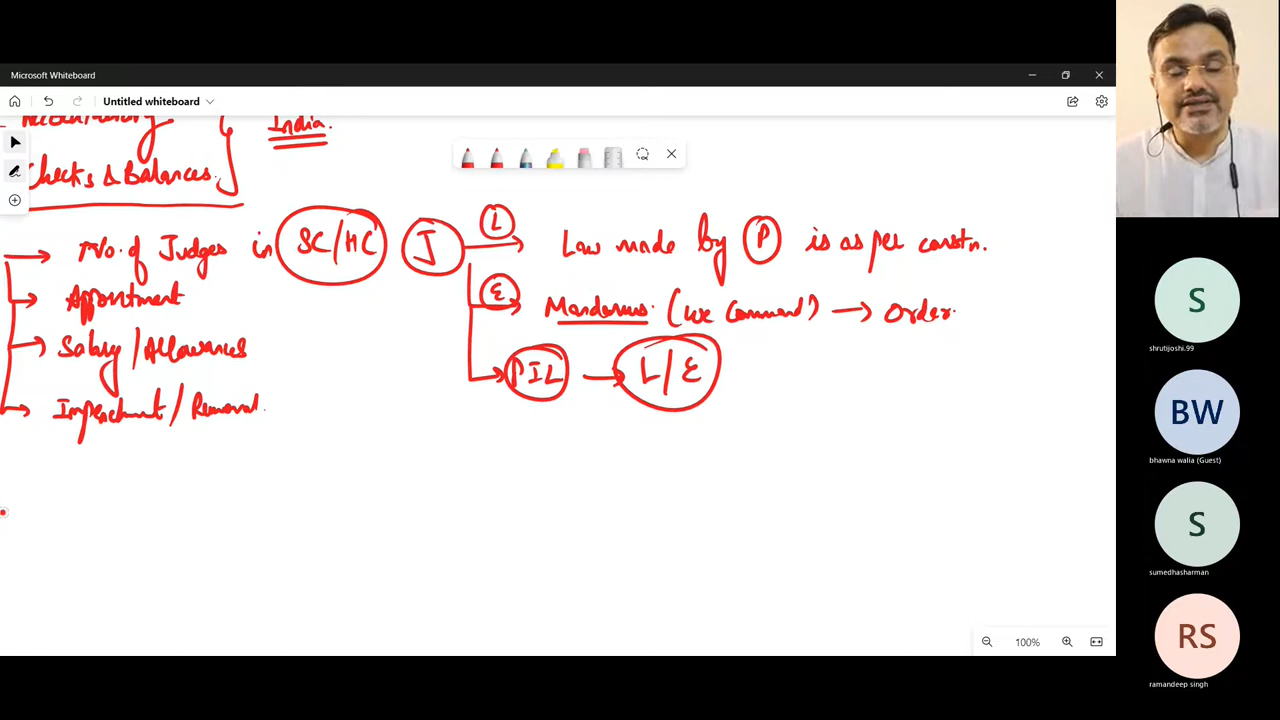 Microsoft Whiteboard
Untitled whiteboard
India.
Checks & Balances.
No. of Judges in SC/HC
Appointment
Salary/Allowances
Impeachment/Removal.
J
L
Law made by P is as per constn.
E
Mandamus. (We Command) → Order.
PIL → L/E
100%
S
shrutijoshi.99
BW
bhawna walia (Guest)
S
sumedhasharman
RS
ramandeep singh